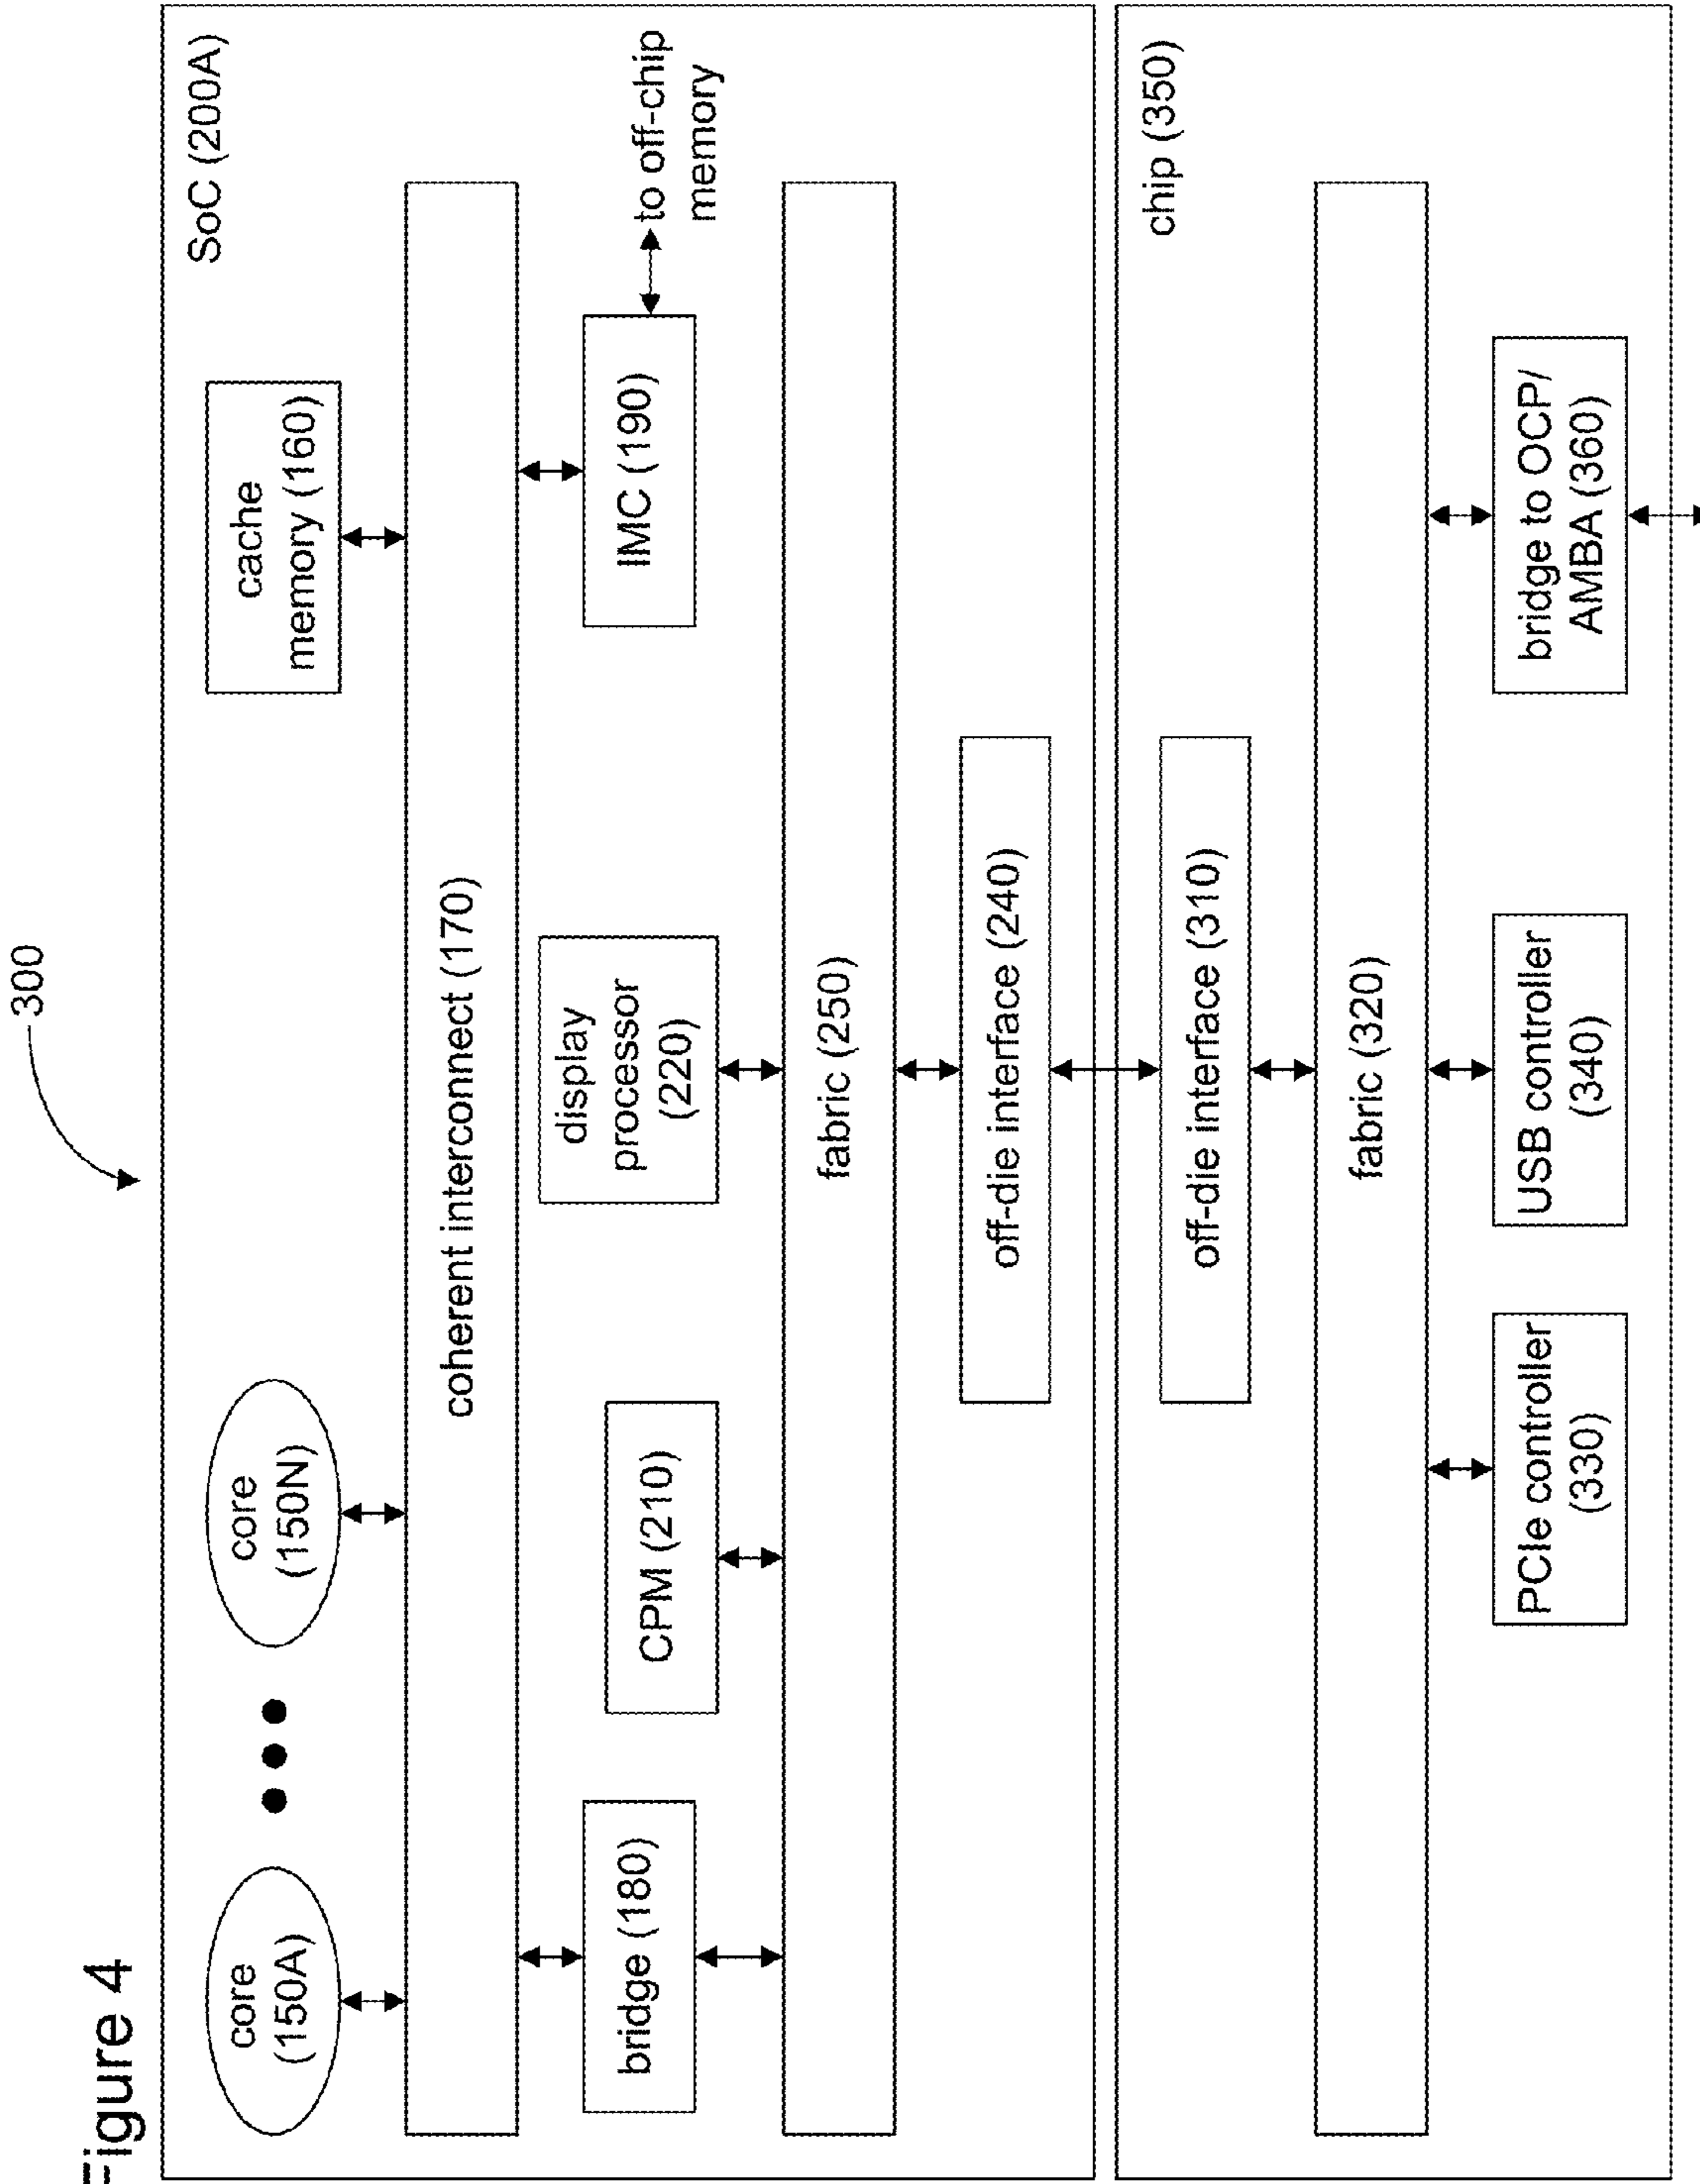 Figure 4
300
SoC (200A)
core
(150A)
core
(150N)
cache
memory (160)
coherent interconnect (170)
bridge (180)
CPM (210)
display
processor
(220)
IMC (190)
to off-chip
memory
fabric (250)
off-die interface (240)
chip (350)
off-die interface (310)
fabric (320)
PCIe controller
(330)
USB controller
(340)
bridge to OCP/
AMBA (360)